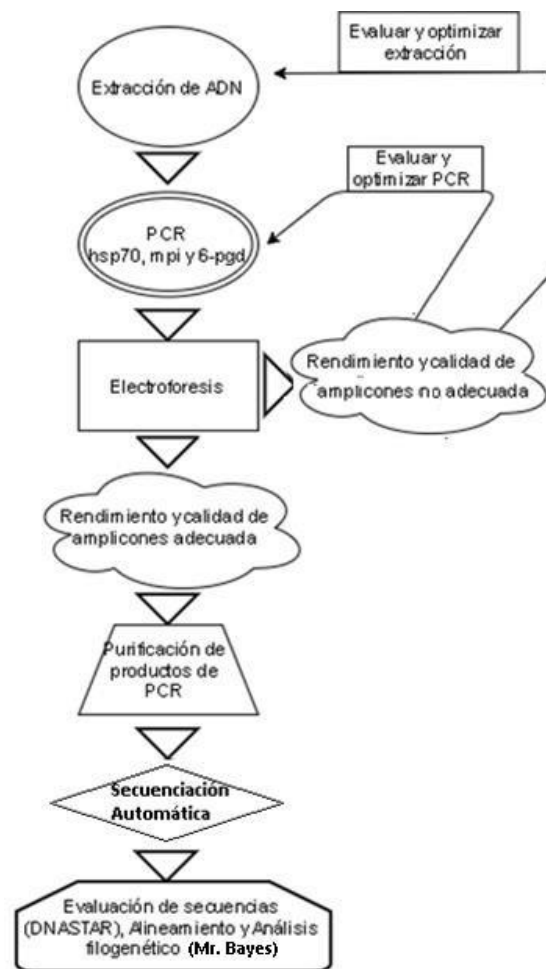 Evaluar y optimizar
extracción
Extracción de ADN
Evaluar y
optimizar PCR
PCR
hsp70, mpi y 6-pgd
Rendimiento y calidad de
amplicones no adecuada
Electroforesis
Rendimiento y calidad de
amplicones adecuada
Purificación de
productos de
PCR
Secuenciación
Automática
Evaluación de secuencias
(DNASTAR), Alineamiento y Análisis
filogenético (Mr. Bayes)